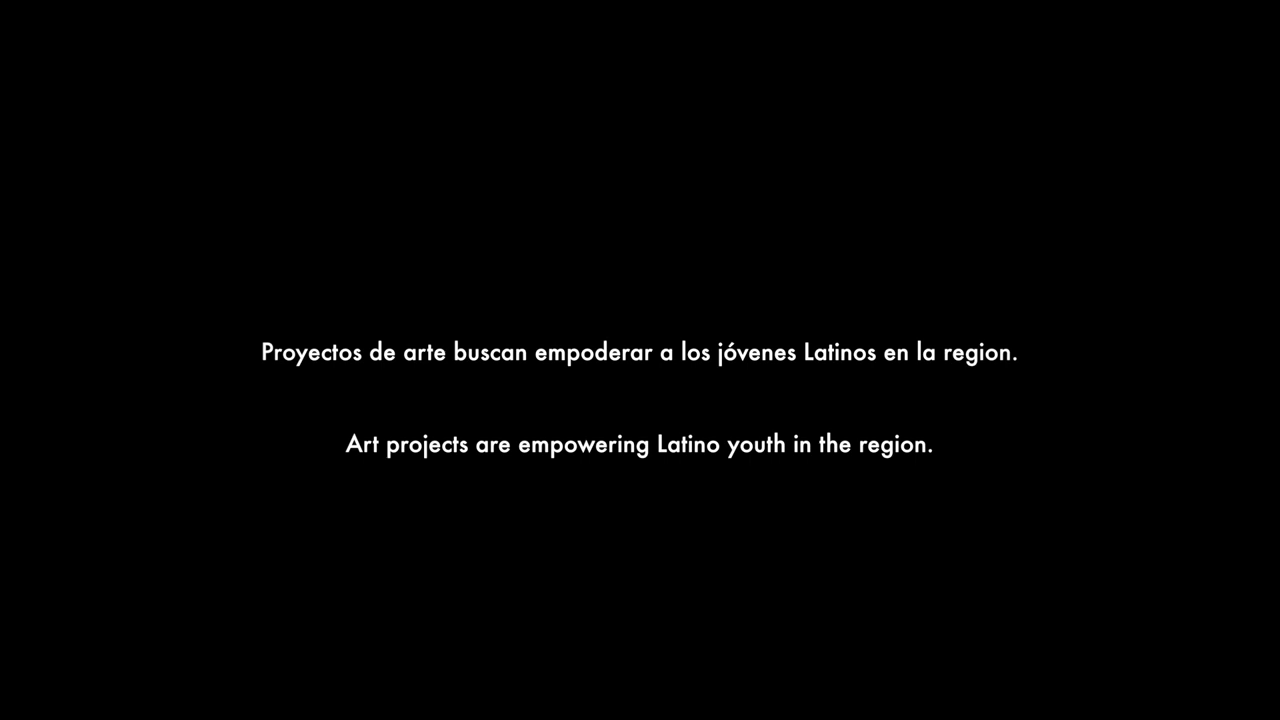 Proyectos de arte buscan empoderar a los jóvenes Latinos en la region.
Art projects are empowering Latino youth in the region.